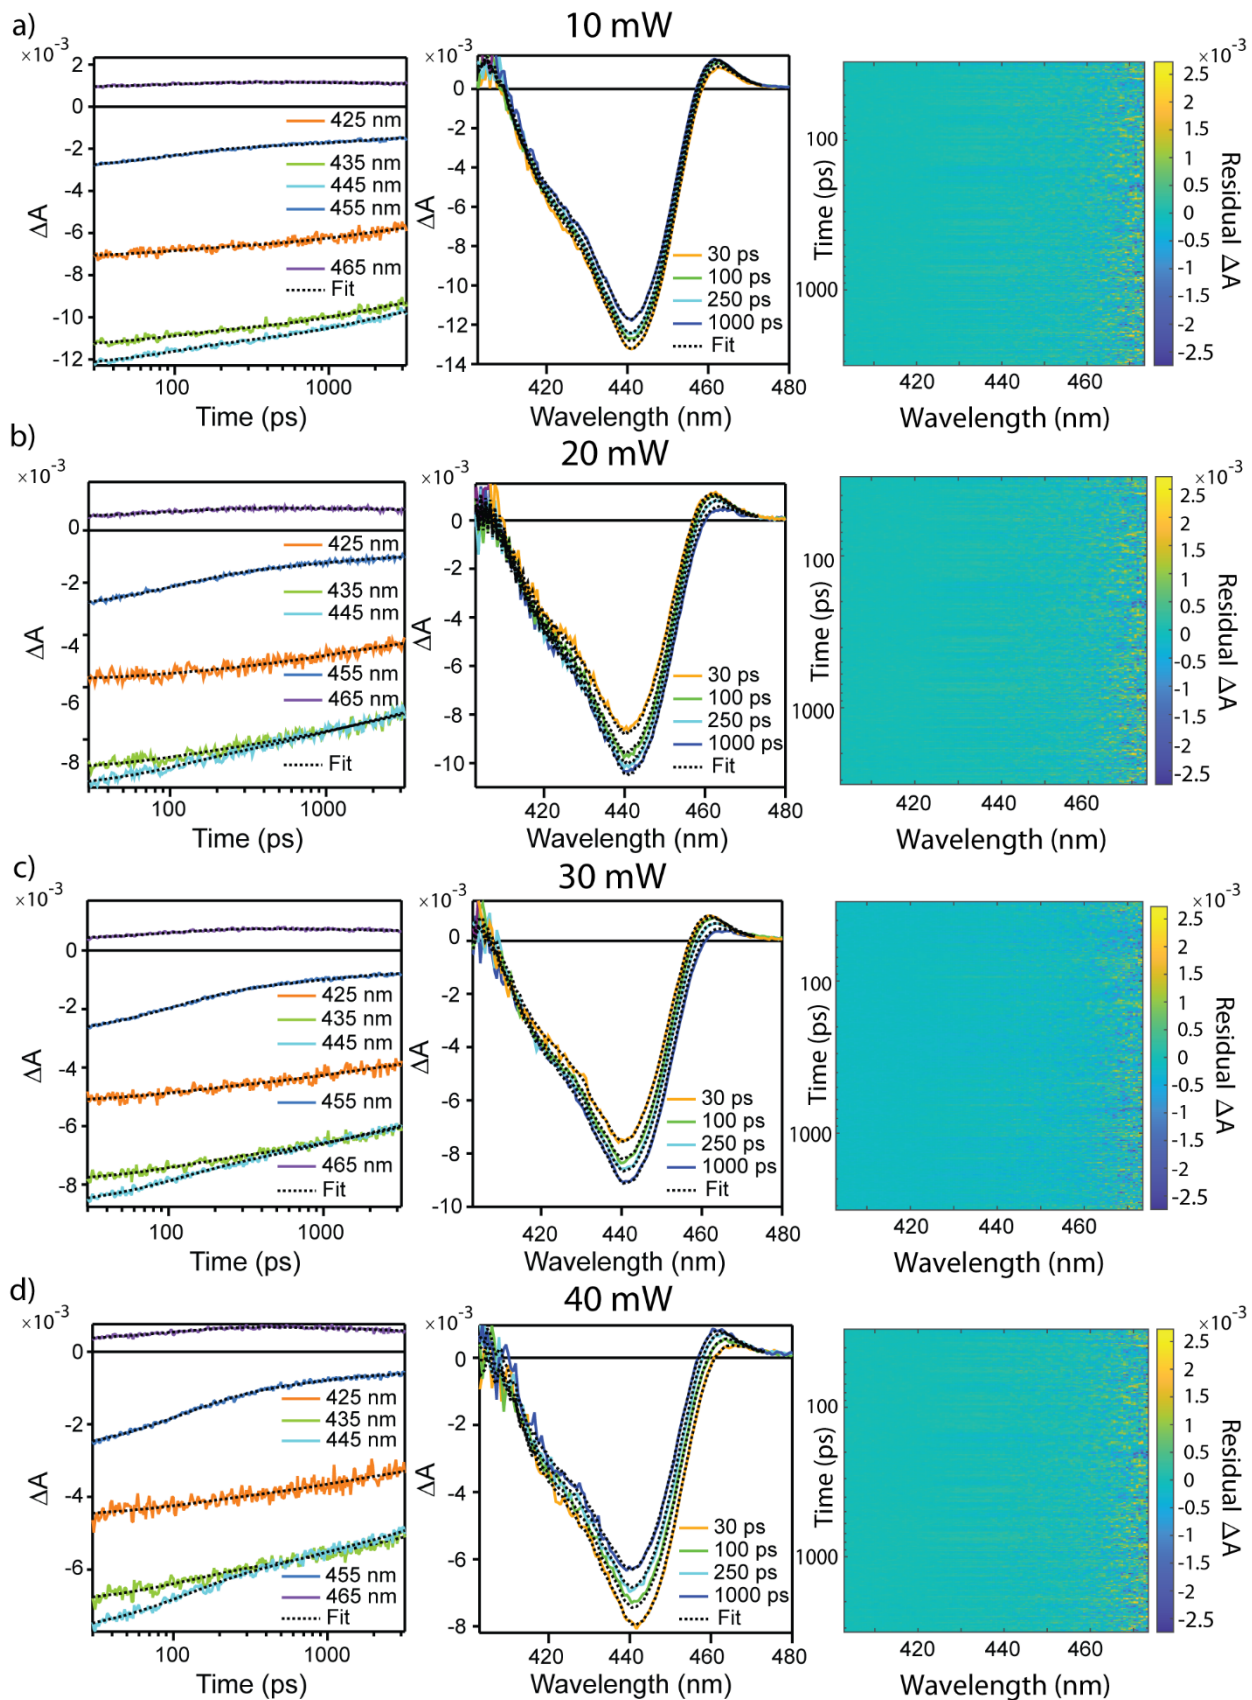 a)
10 mW
×10-3
2
0
-2
-4
-6
-8
-10
-12
ΔA
425 nm
435 nm
445 nm
455 nm
465 nm
Fit
100
1000
Time (ps)
×10-3
0
-2
-4
-6
-8
-10
-12
-14
ΔA
30 ps
100 ps
250 ps
1000 ps
Fit
420
440
460
480
Wavelength (nm)
Time (ps)
100
1000
420
440
460
Wavelength (nm)
×10-3
2.5
2
1.5
1
0.5
0
-0.5
-1
-1.5
-2
-2.5
Residual ΔA
b)
20 mW
×10-3
0
-2
-4
-6
-8
ΔA
425 nm
435 nm
445 nm
455 nm
465 nm
Fit
100
1000
Time (ps)
×10-3
0
-2
-4
-6
-8
-10
ΔA
30 ps
100 ps
250 ps
1000 ps
Fit
420
440
460
480
Wavelength (nm)
Time (ps)
100
1000
420
440
460
Wavelength (nm)
×10-3
2.5
2
1.5
1
0.5
0
-0.5
-1
-1.5
-2
-2.5
Residual ΔA
c)
30 mW
×10-3
0
-2
-4
-6
-8
ΔA
425 nm
435 nm
445 nm
455 nm
465 nm
Fit
100
1000
Time (ps)
×10-3
0
-2
-4
-6
-8
-10
ΔA
30 ps
100 ps
250 ps
1000 ps
Fit
420
440
460
480
Wavelength (nm)
Time (ps)
100
1000
420
440
460
Wavelength (nm)
×10-3
2.5
2
1.5
1
0.5
0
-0.5
-1
-1.5
-2
-2.5
Residual ΔA
d)
40 mW
×10-3
0
-2
-4
-6
ΔA
425 nm
435 nm
445 nm
455 nm
465 nm
Fit
100
1000
Time (ps)
×10-3
0
-2
-4
-6
-8
ΔA
30 ps
100 ps
250 ps
1000 ps
Fit
420
440
460
480
Wavelength (nm)
Time (ps)
100
1000
420
440
460
Wavelength (nm)
×10-3
2.5
2
1.5
1
0.5
0
-0.5
-1
-1.5
-2
-2.5
Residual ΔA